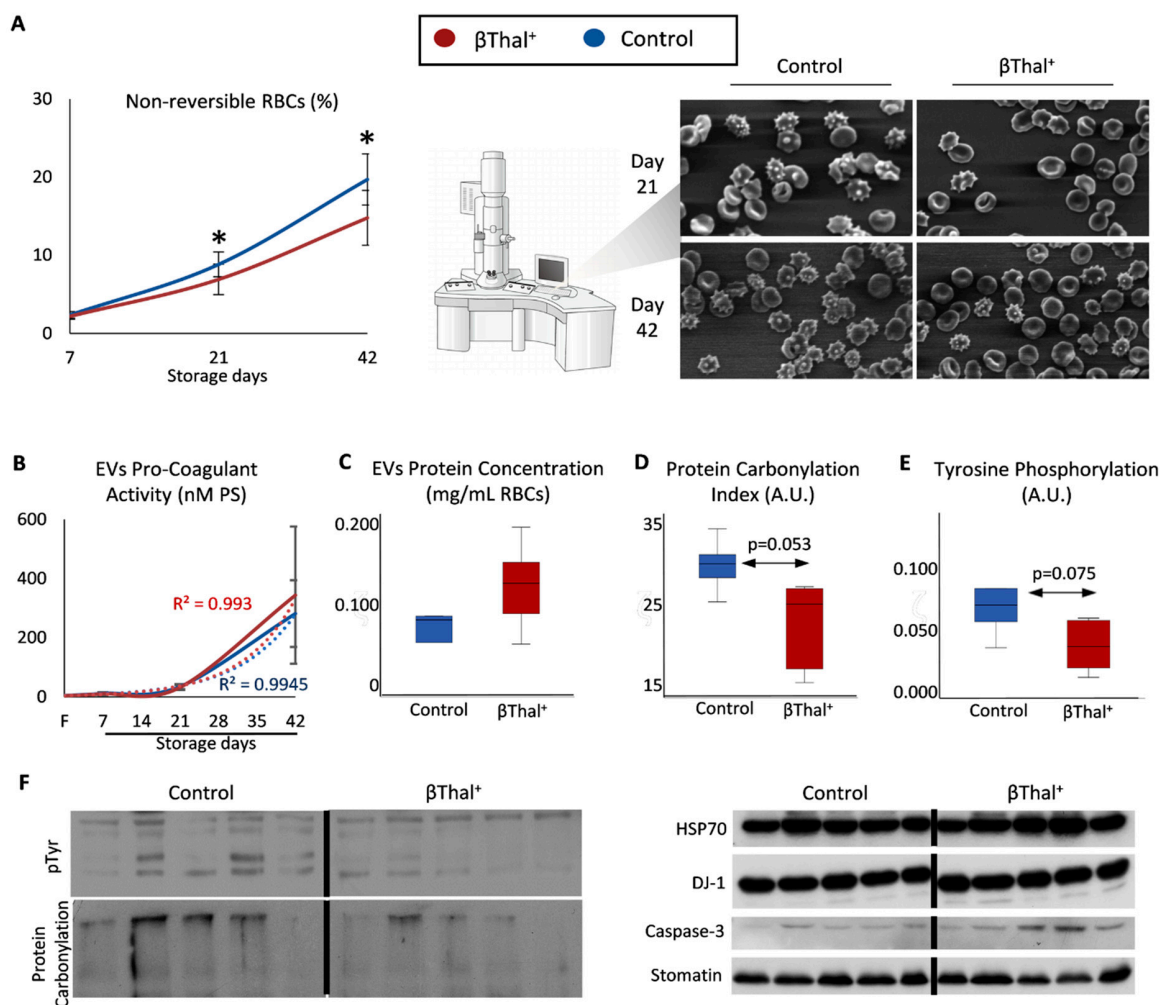 A
βThal⁺ Control
Non-reversible RBCs (%)
30
20
10
0
*
*
7 21 42
Storage days
Control βThal⁺
Day
21
Day
42
B
EVs Pro-Coagulant
Activity (nM PS)
600
400
200
0
R² = 0.993
R² = 0.9945
F 7 14 21 28 35 42
Storage days
C
EVs Protein Concentration
(mg/mL RBCs)
0.200
0.100
0
ζ
Control βThal⁺
D
Protein Carbonylation
Index (A.U.)
35
25
15
p=0.053
Control βThal⁺
E
Tyrosine Phosphorylation
(A.U.)
0.100
0.050
0.000
ζ
p=0.075
Control βThal⁺
F
Control βThal⁺
pTyr
Protein
Carbonylation
Control βThal⁺
HSP70
DJ-1
Caspase-3
Stomatin